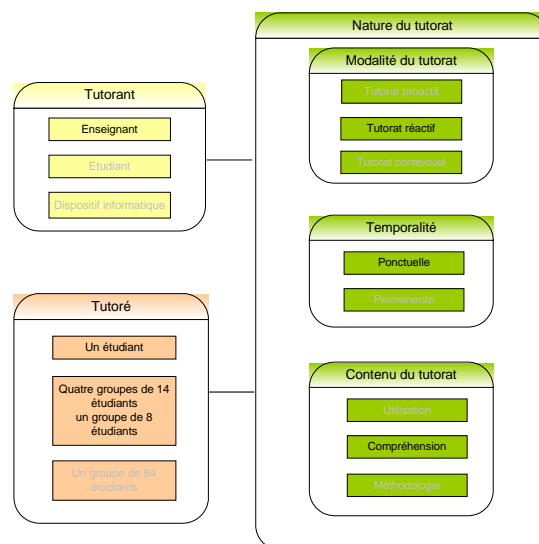 Nature du tutorat
Modalité du tutorat
Tutorat proactif
Tutorat réactif
Tutorat contextuel
Tutorant
Enseignant
Etudiant
Dispositif informatique
Temporalité
Ponctuelle
Permanente
Tutoré
Un étudiant
Quatre groupes de 14
étudiants
un groupe de 8
étudiants
Un groupe de 64
étudiants
Contenu du tutorat
Utilisation
Compréhension
Méthodologie